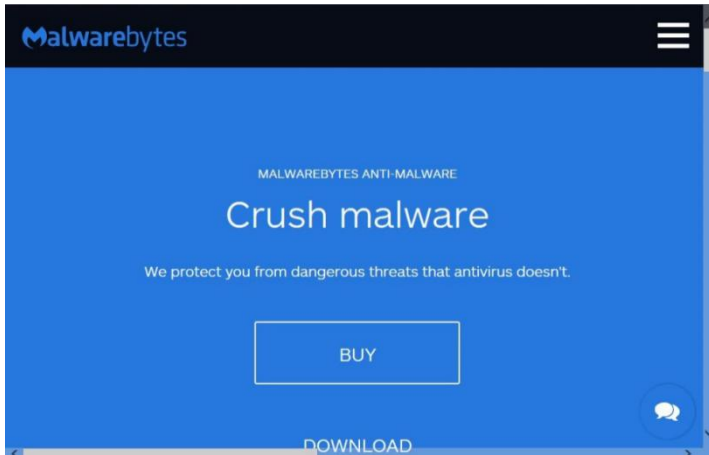 Malwarebytes
MALWAREBYTES ANTI-MALWARE
Crush malware
We protect you from dangerous threats that antivirus doesn't.
BUY
DOWNLOAD